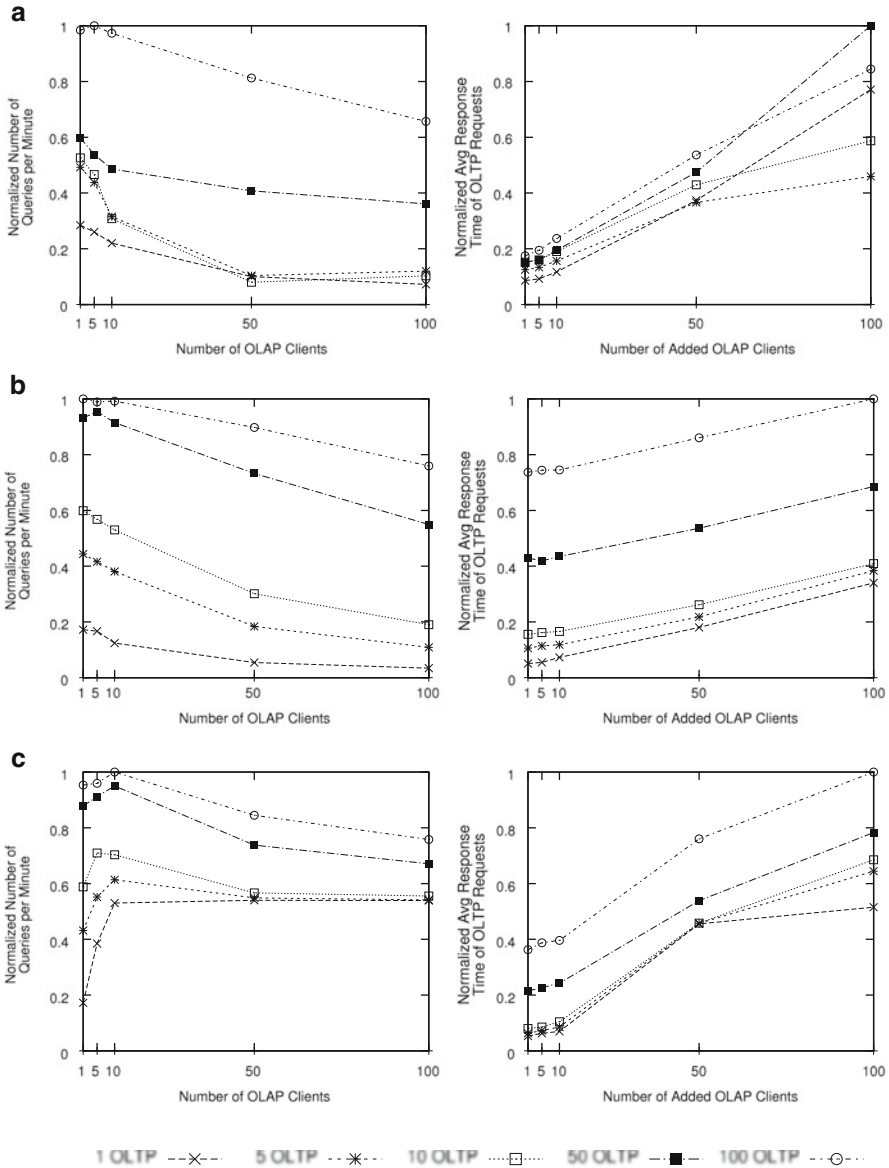 a
Normalized Number of
Queries per Minute
1
0.8
0.6
0.4
0.2
0
1 5 10 50 100
Number of OLAP Clients
Normalized Avg Response
Time of OLTP Requests
1
0.8
0.6
0.4
0.2
0
1 5 10 50 100
Number of Added OLAP Clients
b
Normalized Number of
Queries per Minute
1
0.8
0.6
0.4
0.2
0
1 5 10 50 100
Number of OLAP Clients
Normalized Avg Response
Time of OLTP Requests
1
0.8
0.6
0.4
0.2
0
1 5 10 50 100
Number of Added OLAP Clients
c
Normalized Number of
Queries per Minute
1
0.8
0.6
0.4
0.2
0
1 5 10 50 100
Number of OLAP Clients
Normalized Avg Response
Time of OLTP Requests
1
0.8
0.6
0.4
0.2
0
1 5 10 50 100
Number of Added OLAP Clients
1 OLTP 5 OLTP 10 OLTP 50 OLTP 100 OLTP